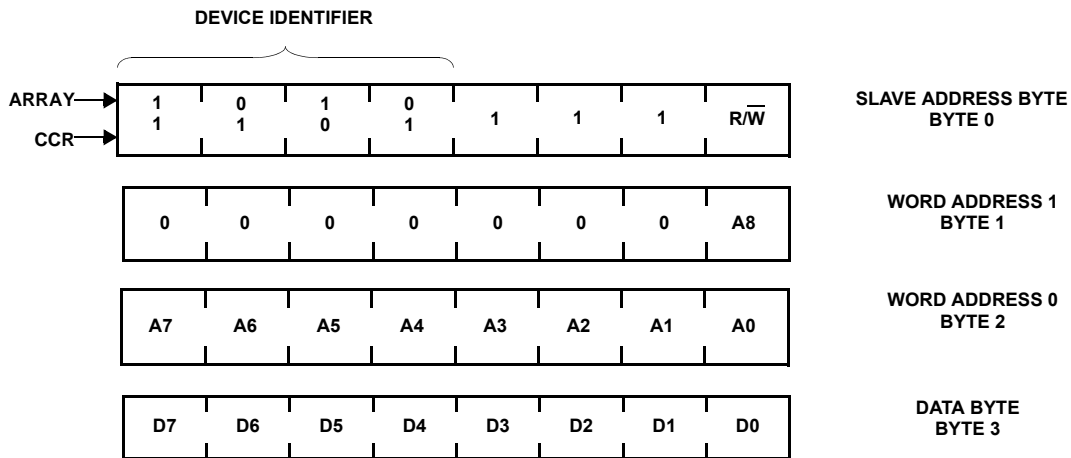 DEVICE IDENTIFIER
ARRAY 1 0 1 0
CCR 1 1 0 1 1 1 1 R/W̅
SLAVE ADDRESS BYTE
BYTE 0
0 0 0 0 0 0 0 A8
WORD ADDRESS 1
BYTE 1
A7 A6 A5 A4 A3 A2 A1 A0
WORD ADDRESS 0
BYTE 2
D7 D6 D5 D4 D3 D2 D1 D0
DATA BYTE
BYTE 3